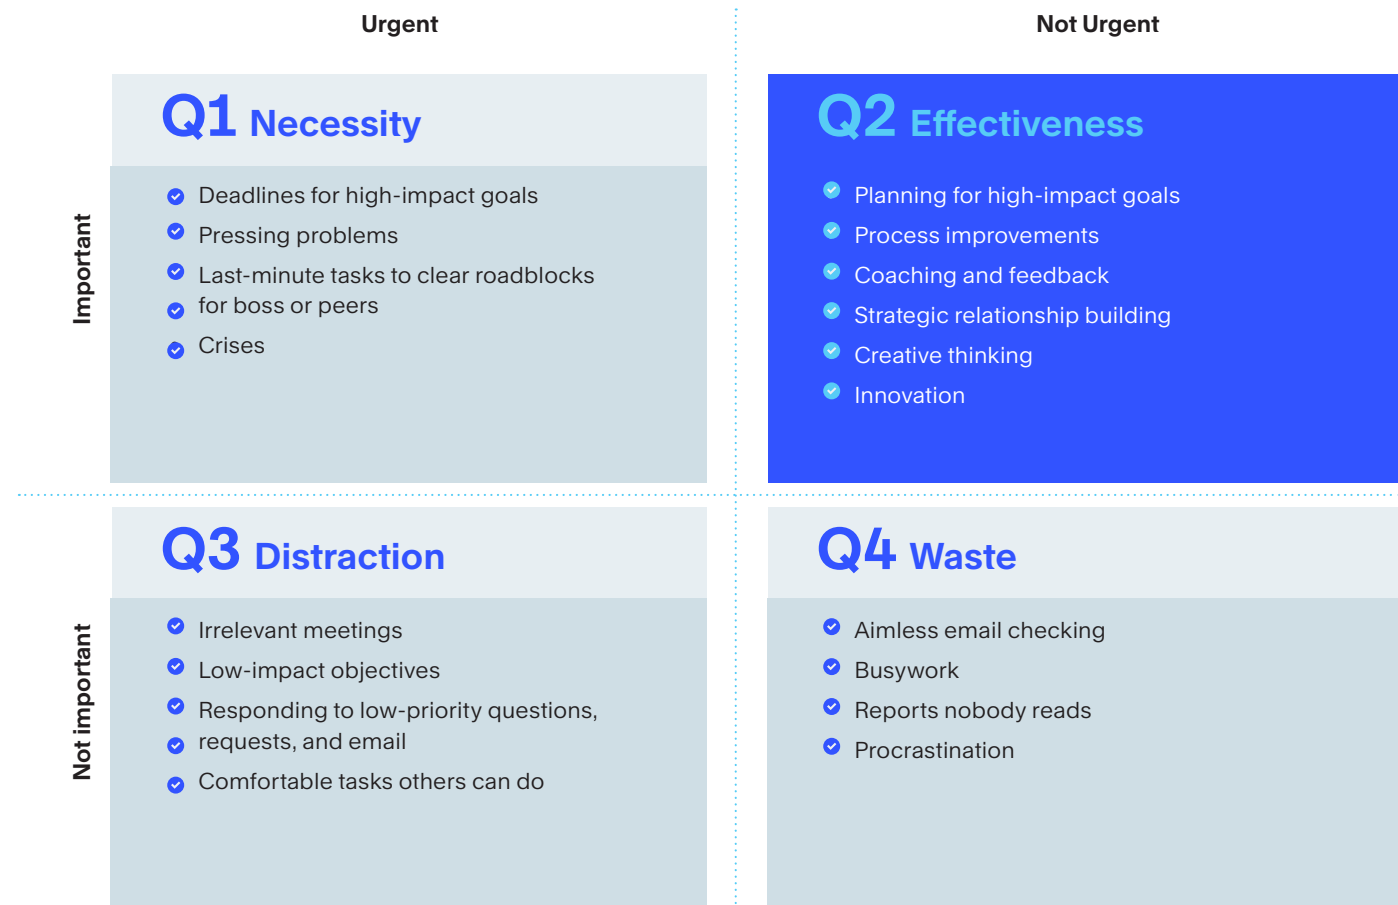 Urgent
Not Urgent
Important
Q1 Necessity
Deadlines for high-impact goals
Pressing problems
Last-minute tasks to clear roadblocks
for boss or peers
Crises
Q2 Effectiveness
Planning for high-impact goals
Process improvements
Coaching and feedback
Strategic relationship building
Creative thinking
Innovation
Not important
Q3 Distraction
Irrelevant meetings
Low-impact objectives
Responding to low-priority questions,
requests, and email
Comfortable tasks others can do
Q4 Waste
Aimless email checking
Busywork
Reports nobody reads
Procrastination